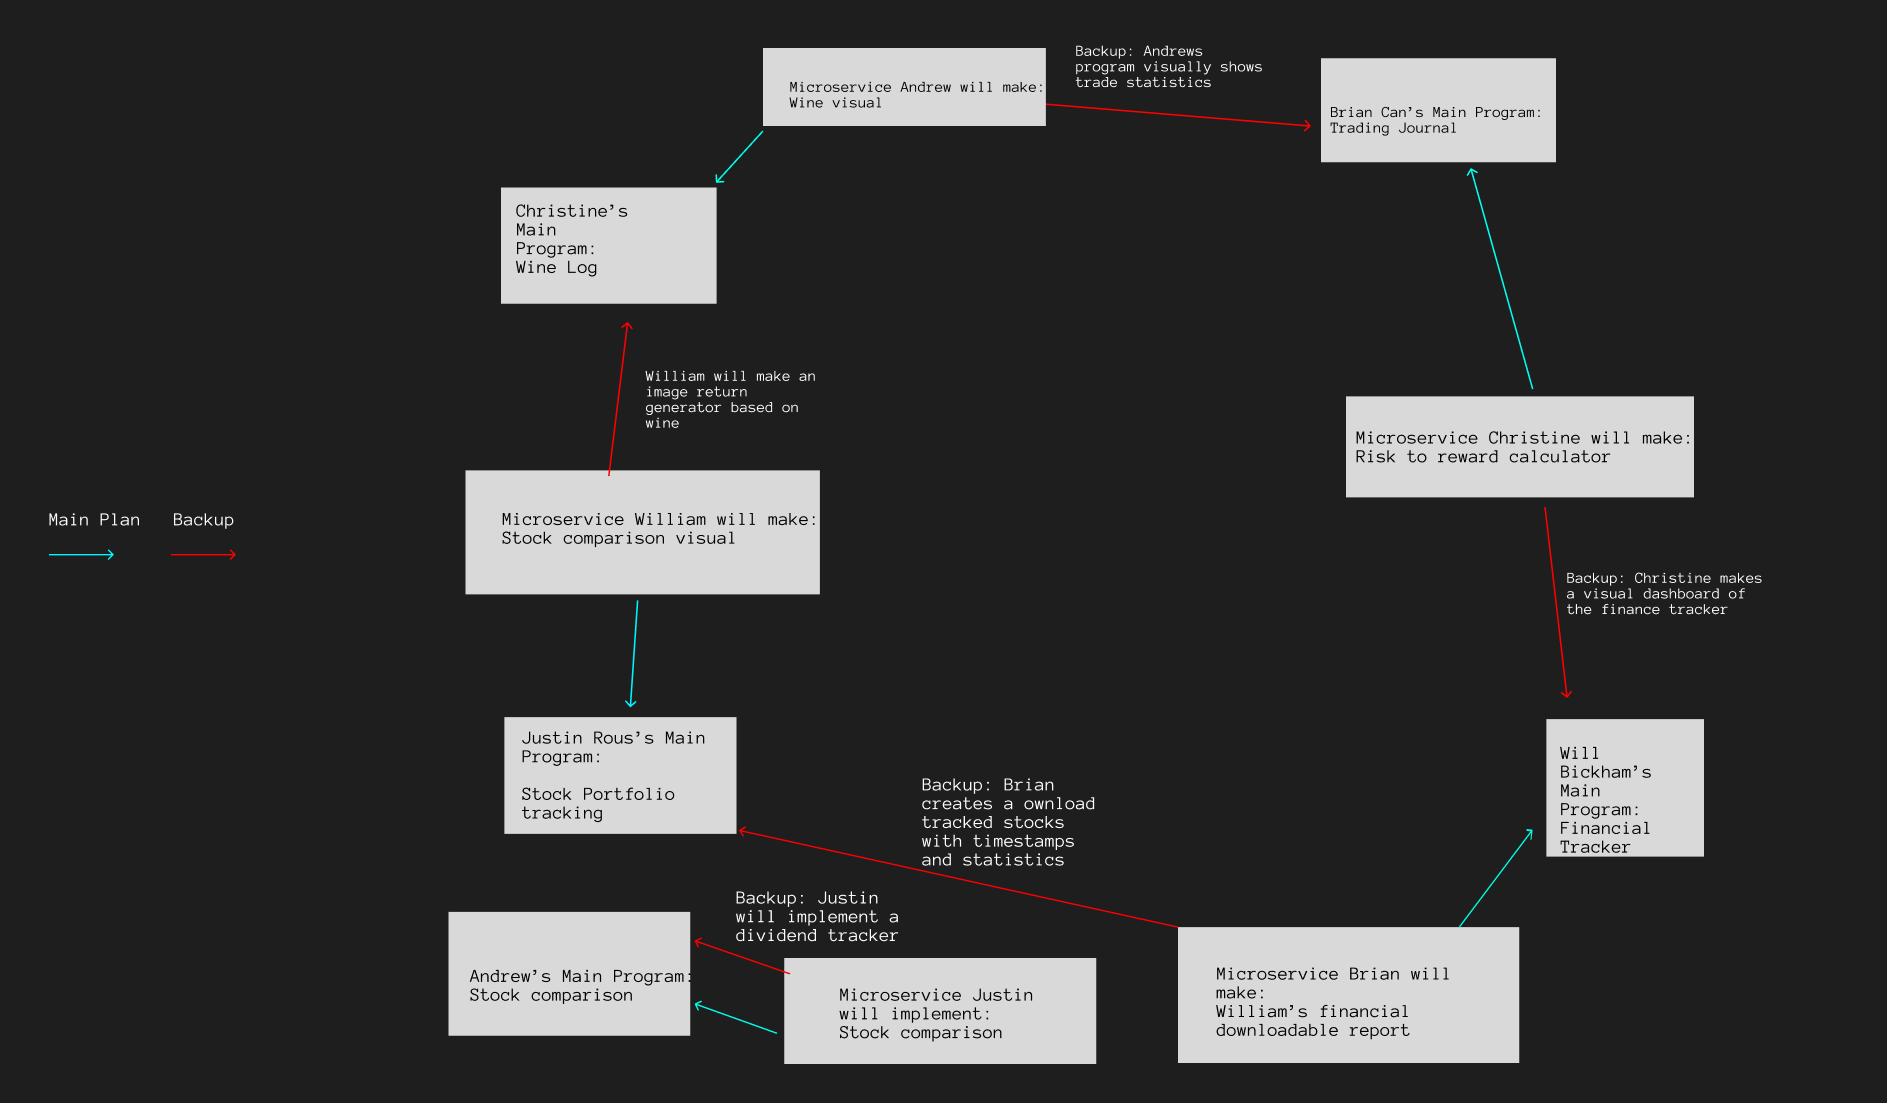 Backup: Andrews
program visually shows
trade statistics
Microservice Andrew will make:
Wine visual
Brian Can's Main Program:
Trading Journal
Christine's
Main
Program:
Wine Log
William will make an
image return
generator based on
wine
Microservice Christine will make:
Risk to reward calculator
Main Plan
Backup
Microservice William will make:
Stock comparison visual
Backup: Christine makes
a visual dashboard of
the finance tracker
Justin Rous's Main
Program:
Stock Portfolio
tracking
Will
Bickham's
Main
Program:
Financial
Tracker
Backup: Brian
creates a ownload
tracked stocks
with timestamps
and statistics
Backup: Justin
will implement a
dividend tracker
Andrew's Main Program:
Stock comparison
Microservice Justin
will implement:
Stock comparison
Microservice Brian will
make:
William's financial
downloadable report